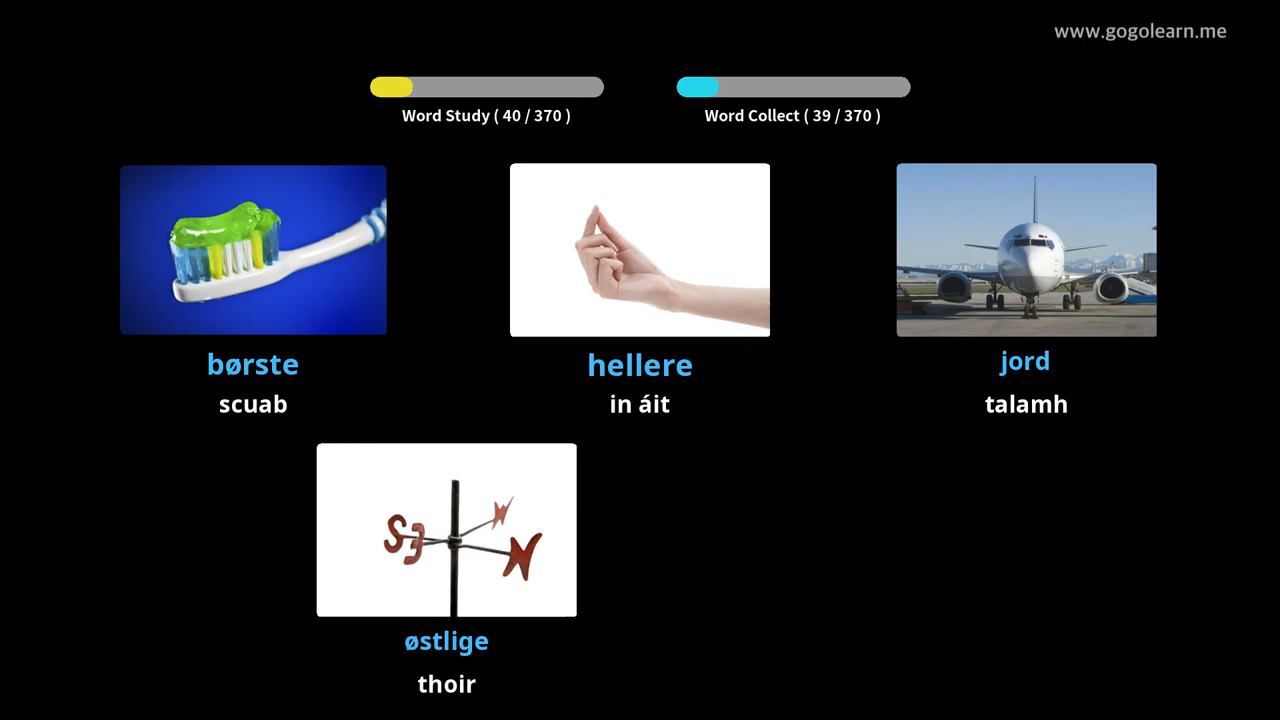 www.gogolearn.me
Word Study ( 40 / 370 )
Word Collect ( 39 / 370 )
børste
hellere
jord
scuab
in áit
talamh
S E N
østlige
thoir